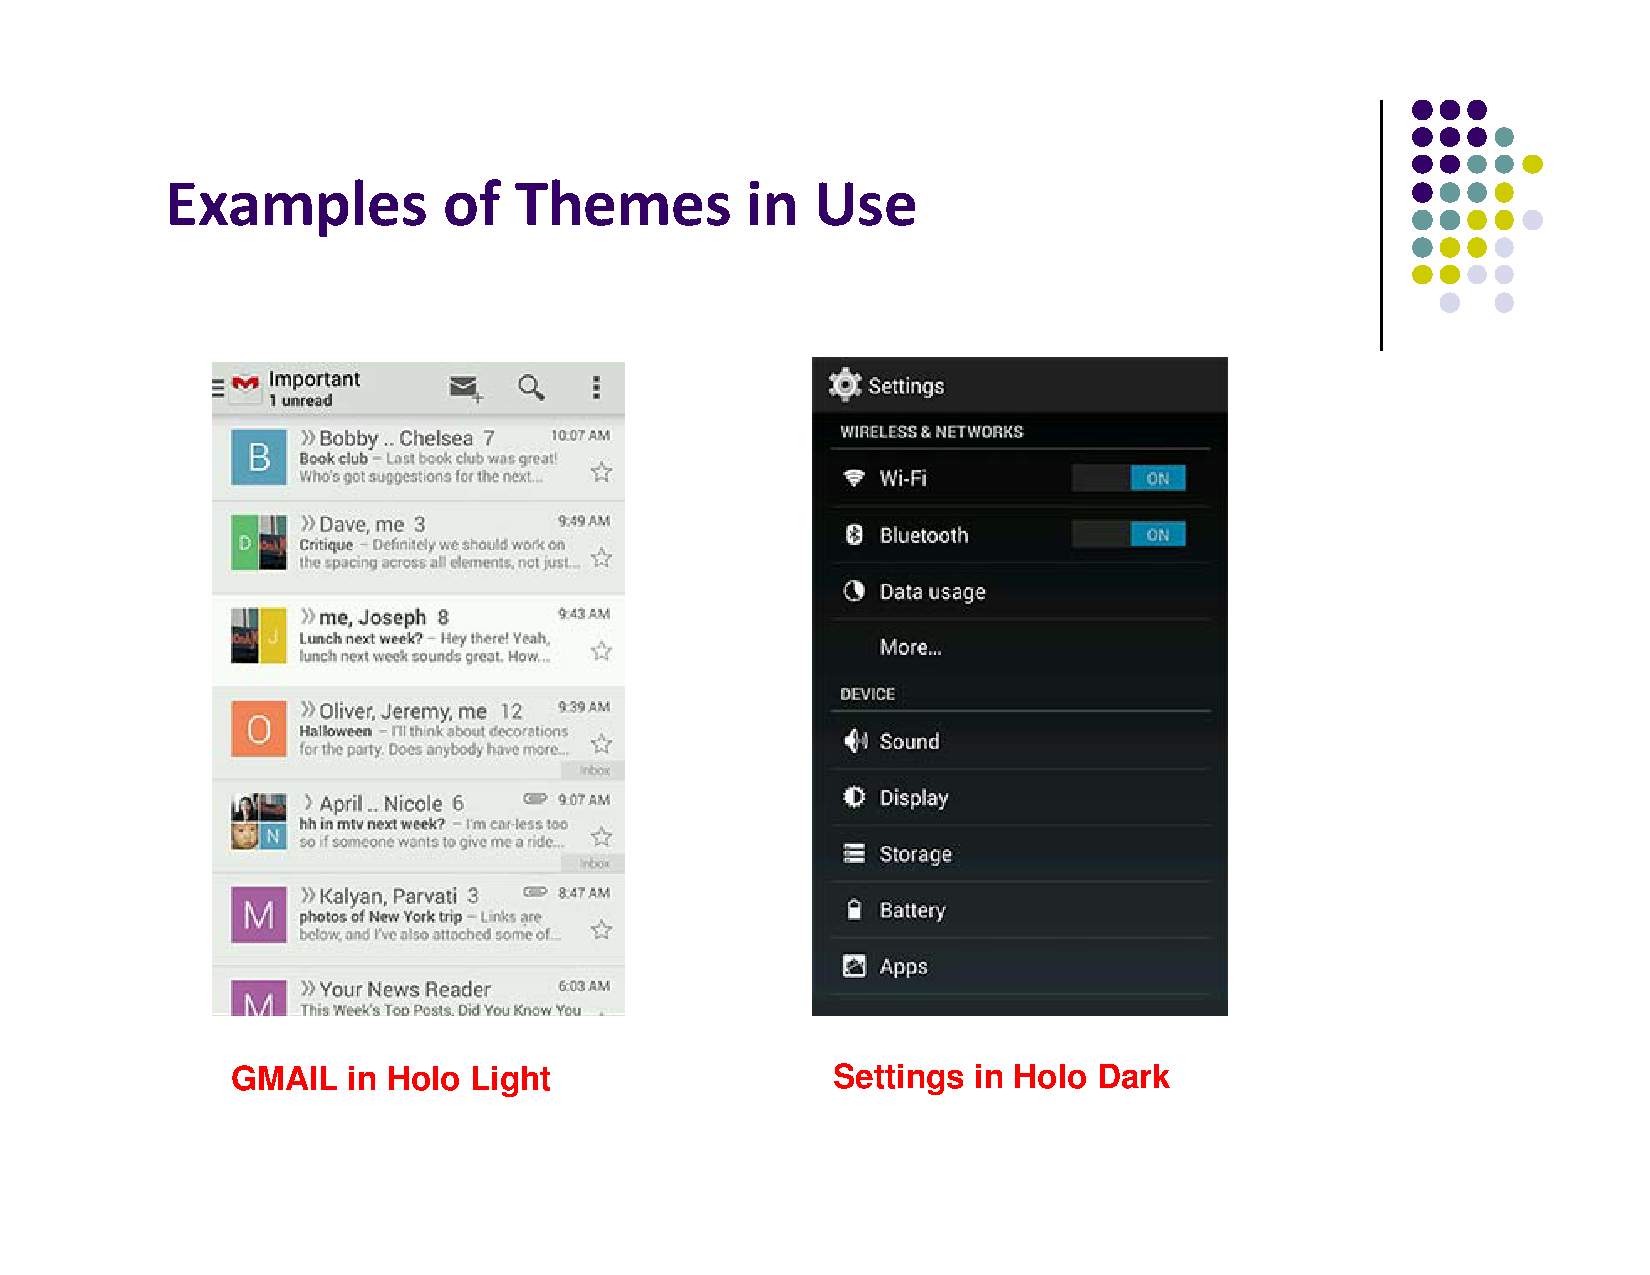 Examples of Themes in Use
Important
1 unread
B
Bobby .. Chelsea 7 10:07 AM
Book club – Last book club was great!
Who's got suggestions for the next...
D
Dave, me 3 9:49 AM
Critique – Definitely we should work on
the spacing across all elements, not just...
J
me, Joseph 8 9:43 AM
Lunch next week? – Hey there! Yeah,
lunch next week sounds great. How...
O
Oliver, Jeremy, me 12 9:39 AM
Halloween – I'll think about decorations
for the party. Does anybody have more...
Inbox
N
April .. Nicole 6 9:07 AM
hh in mtv next week? – I'm car-less too
so if someone wants to give me a ride...
Inbox
M
Kalyan, Parvati 3 8:47 AM
photos of New York trip – Links are
below, and I've also attached some of...
M
Your News Reader 6:03 AM
This Week's Top Posts. Did You Know You
GMAIL in Holo Light
Settings
WIRELESS & NETWORKS
Wi-Fi ON
Bluetooth ON
Data usage
More...
DEVICE
Sound
Display
Storage
Battery
Apps
Settings in Holo Dark